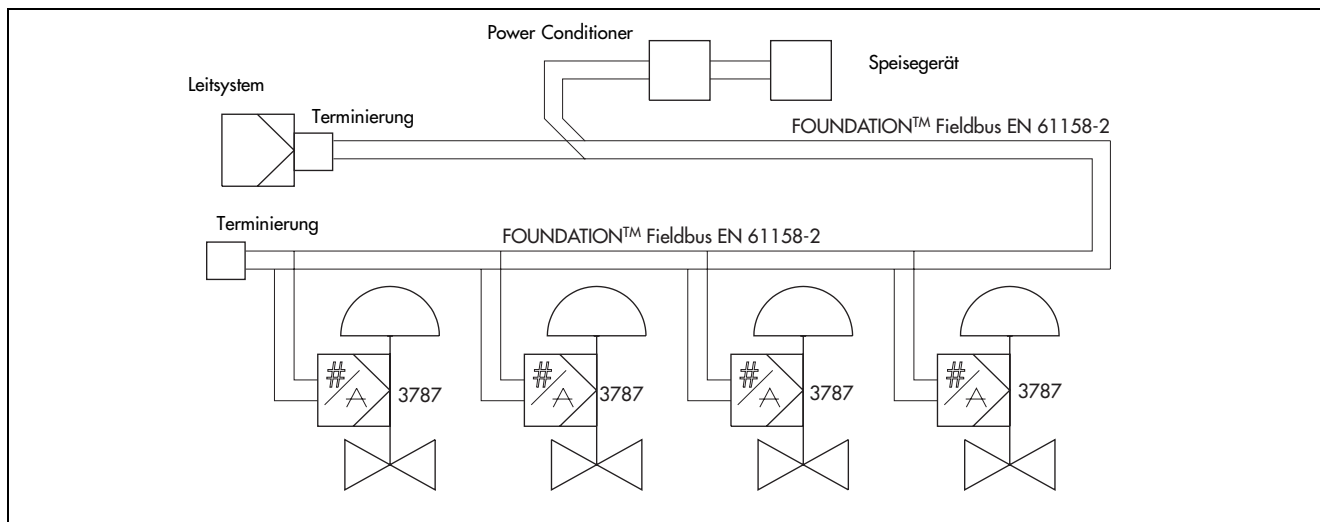 Power Conditioner
Speisegerät
Leitsystem
Terminierung
FOUNDATION™ Fieldbus EN 61158-2
Terminierung
FOUNDATION™ Fieldbus EN 61158-2
# A 3787
# A 3787
# A 3787
# A 3787